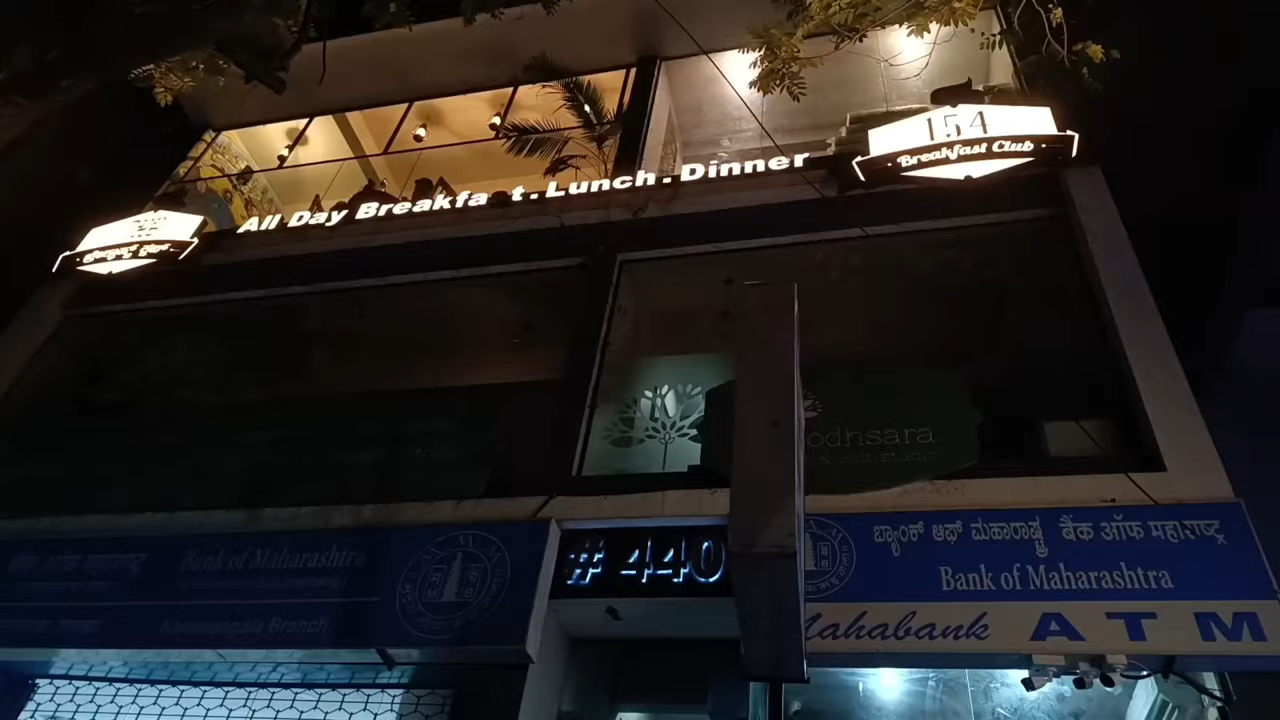 154
Breakfast Club
All Day Breakfa t . Lunch . Dinner
odhsara
# 440
ಬ್ಯಾಂಕ್ ಆಫ್ ಮಹಾರಾಷ್ಟ್ರ बैंक ऑफ महाराष्ट्र
Bank of Maharashtra
Mahabank ATM
Bank of Maharashtra
Branch